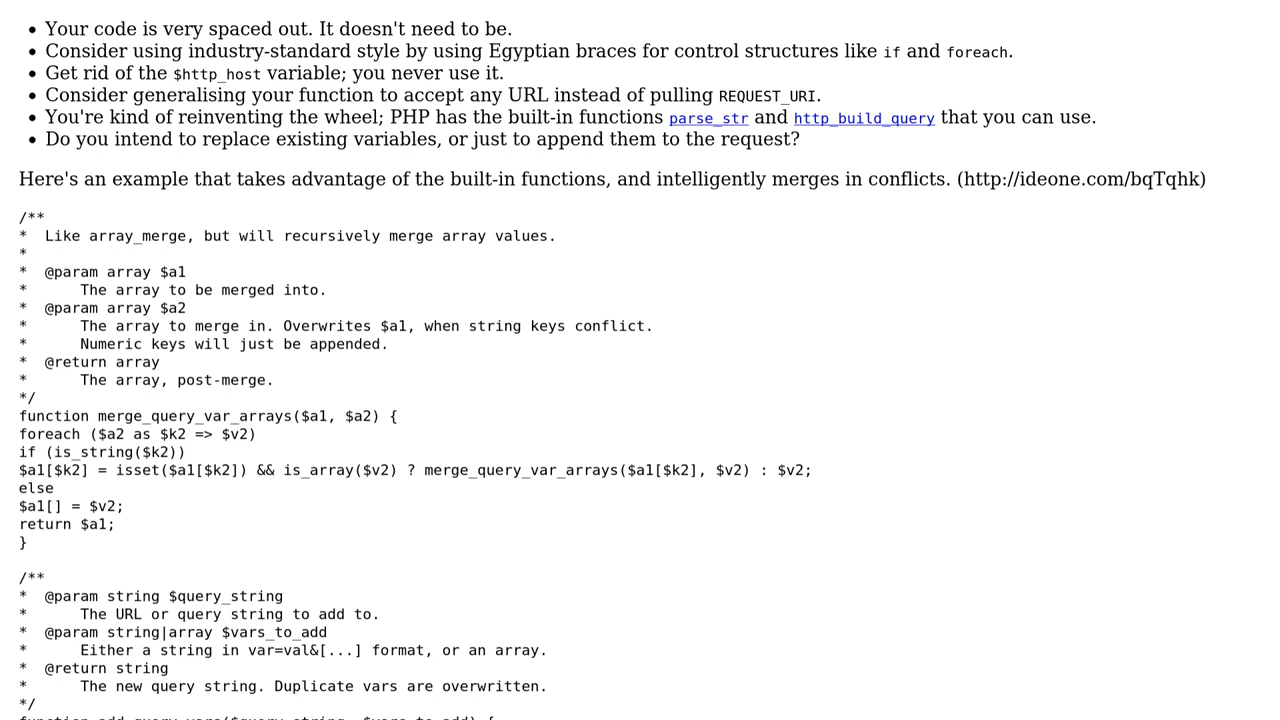 • Your code is very spaced out. It doesn't need to be.
• Consider using industry-standard style by using Egyptian braces for control structures like if and foreach.
• Get rid of the $http_host variable; you never use it.
• Consider generalising your function to accept any URL instead of pulling REQUEST_URI.
• You're kind of reinventing the wheel; PHP has the built-in functions parse_str and http_build_query that you can use.
• Do you intend to replace existing variables, or just to append them to the request?
Here's an example that takes advantage of the built-in functions, and intelligently merges in conflicts. (http://ideone.com/bqTqhk)
/**
*  Like array_merge, but will recursively merge array values.
*
*  @param array $a1
*      The array to be merged into.
*  @param array $a2
*      The array to merge in. Overwrites $a1, when string keys conflict.
*      Numeric keys will just be appended.
*  @return array
*      The array, post-merge.
*/
function merge_query_var_arrays($a1, $a2) {
foreach ($a2 as $k2 => $v2)
if (is_string($k2))
$a1[$k2] = isset($a1[$k2]) && is_array($v2) ? merge_query_var_arrays($a1[$k2], $v2) : $v2;
else
$a1[] = $v2;
return $a1;
}
/**
*  @param string $query_string
*      The URL or query string to add to.
*  @param string|array $vars_to_add
*      Either a string in var=val&[...] format, or an array.
*  @return string
*      The new query string. Duplicate vars are overwritten.
*/
function add_query_vars($query_string, $vars_to_add) {